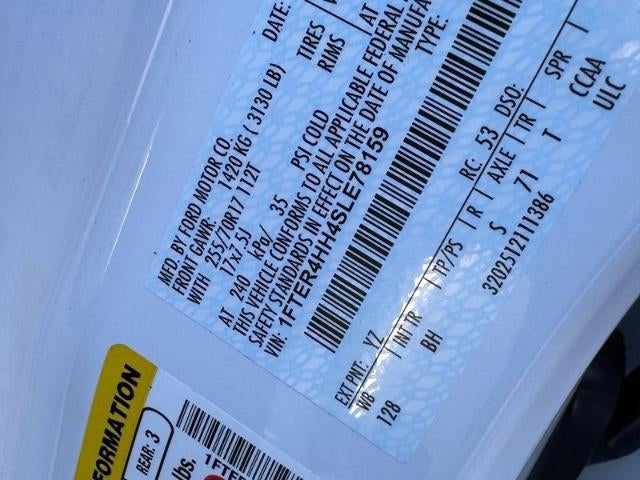 MFD. BY FORD MOTOR CO.
DATE:
FRONT GAWR: 1420 KG ( 3130 LB)
WITH 255/70R17 112T TIRES
17x7.5J RIMS
AT 240 kPa/ 35 PSI COLD AT
THIS VEHICLE CONFORMS TO ALL APPLICABLE FEDERAL
SAFETY STANDARDS IN EFFECT ON THE DATE OF MANUFA
VIN: 1FTER4HH4SLE78159
TYPE:
EXT PNT: YZ RC: 53 DSO:
WB INT TR TP/PS R AXLE TR SPR
128 BH S 71 T CCAA
3202512111386 ULC
FORMATION
REAR: 3
lbs.
1FTER